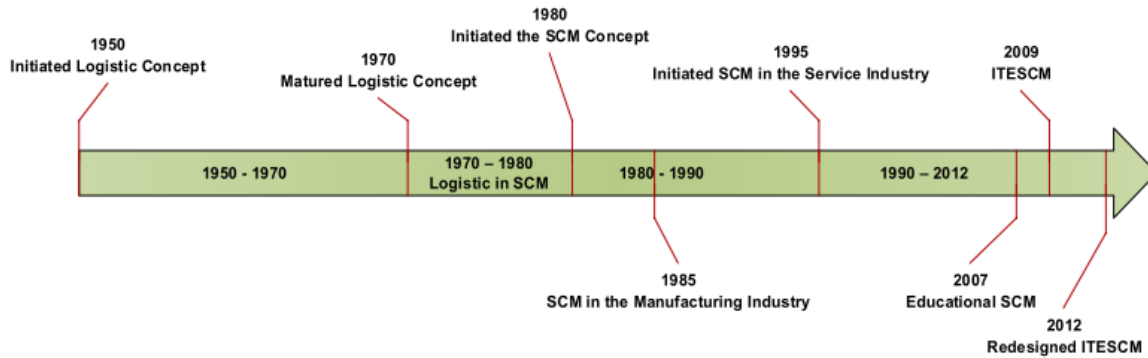 1950
Initiated Logistic Concept
1970
Matured Logistic Concept
1980
Initiated the SCM Concept
1995
Initiated SCM in the Service Industry
2009
ITESCM
1950 - 1970
1970 – 1980
Logistic in SCM
1980 - 1990
1990 – 2012
1985
SCM in the Manufacturing Industry
2007
Educational SCM
2012
Redesigned ITESCM